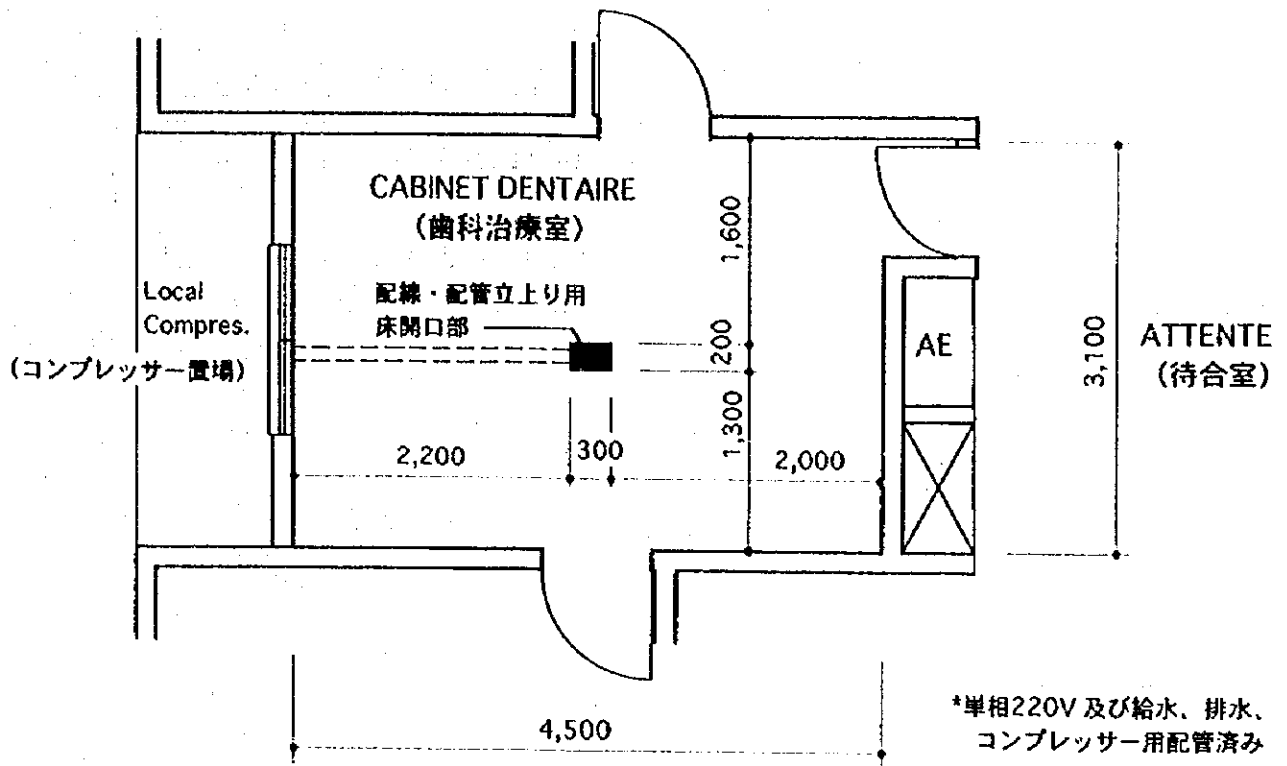 CABINET DENTAIRE
(歯科治療室)
1,600
Local
Compres.
(コンプレッサー置場)
配線・配管立上り用
床開口部
200
AE
3,100
ATTENTE
(待合室)
1,300
2,200
300
2,000
4,500
*単相220V 及び給水、排水、
コンプレッサー用配管済み